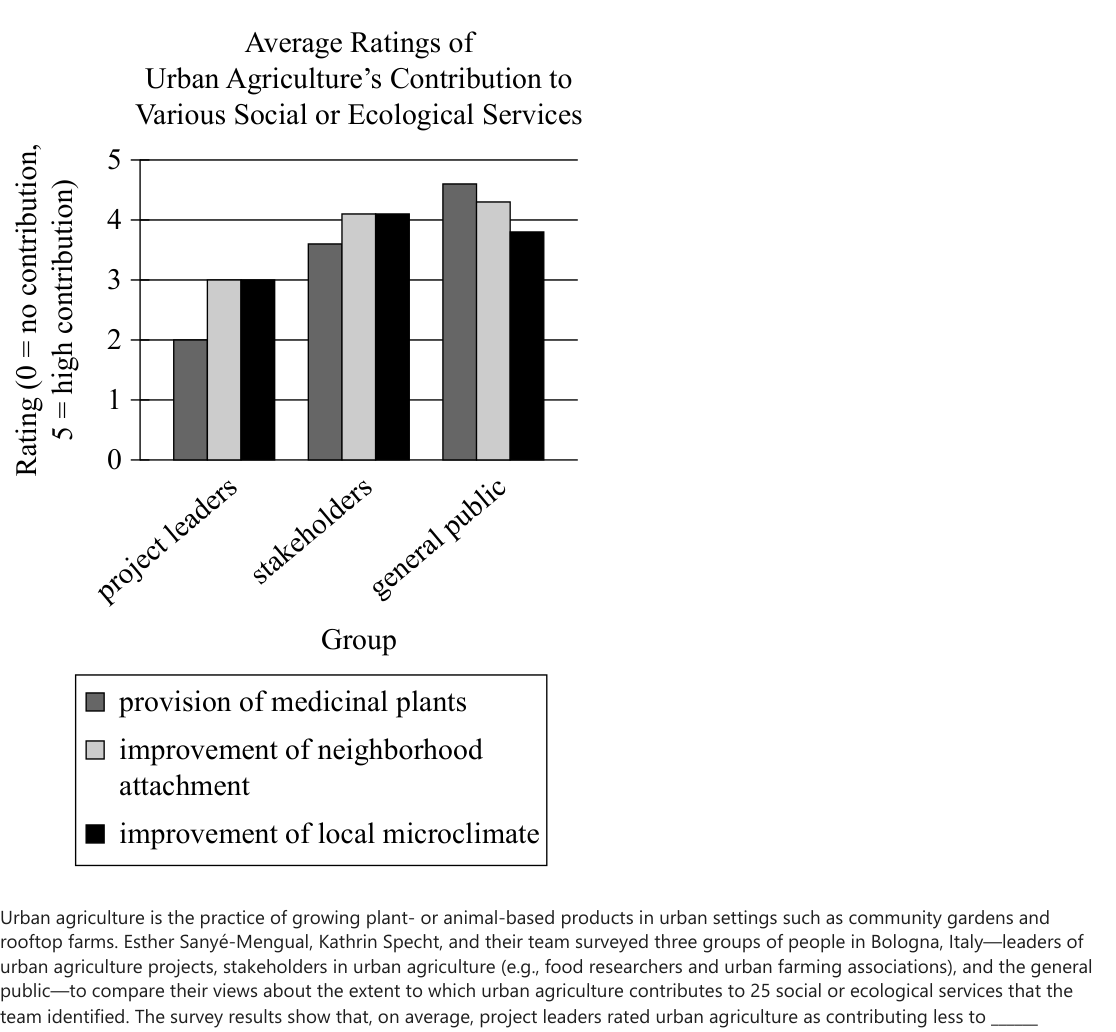 Average Ratings of
Urban Agriculture’s Contribution to
Various Social or Ecological Services
Rating (0 = no contribution,
5 = high contribution)
5
4
3
2
1
0
project leaders
stakeholders
general public
Group
provision of medicinal plants
improvement of neighborhood
attachment
improvement of local microclimate
Urban agriculture is the practice of growing plant- or animal-based products in urban settings such as community gardens and
rooftop farms. Esther Sanyé-Mengual, Kathrin Specht, and their team surveyed three groups of people in Bologna, Italy—leaders of
urban agriculture projects, stakeholders in urban agriculture (e.g., food researchers and urban farming associations), and the general
public—to compare their views about the extent to which urban agriculture contributes to 25 social or ecological services that the
team identified. The survey results show that, on average, project leaders rated urban agriculture as contributing less to _____